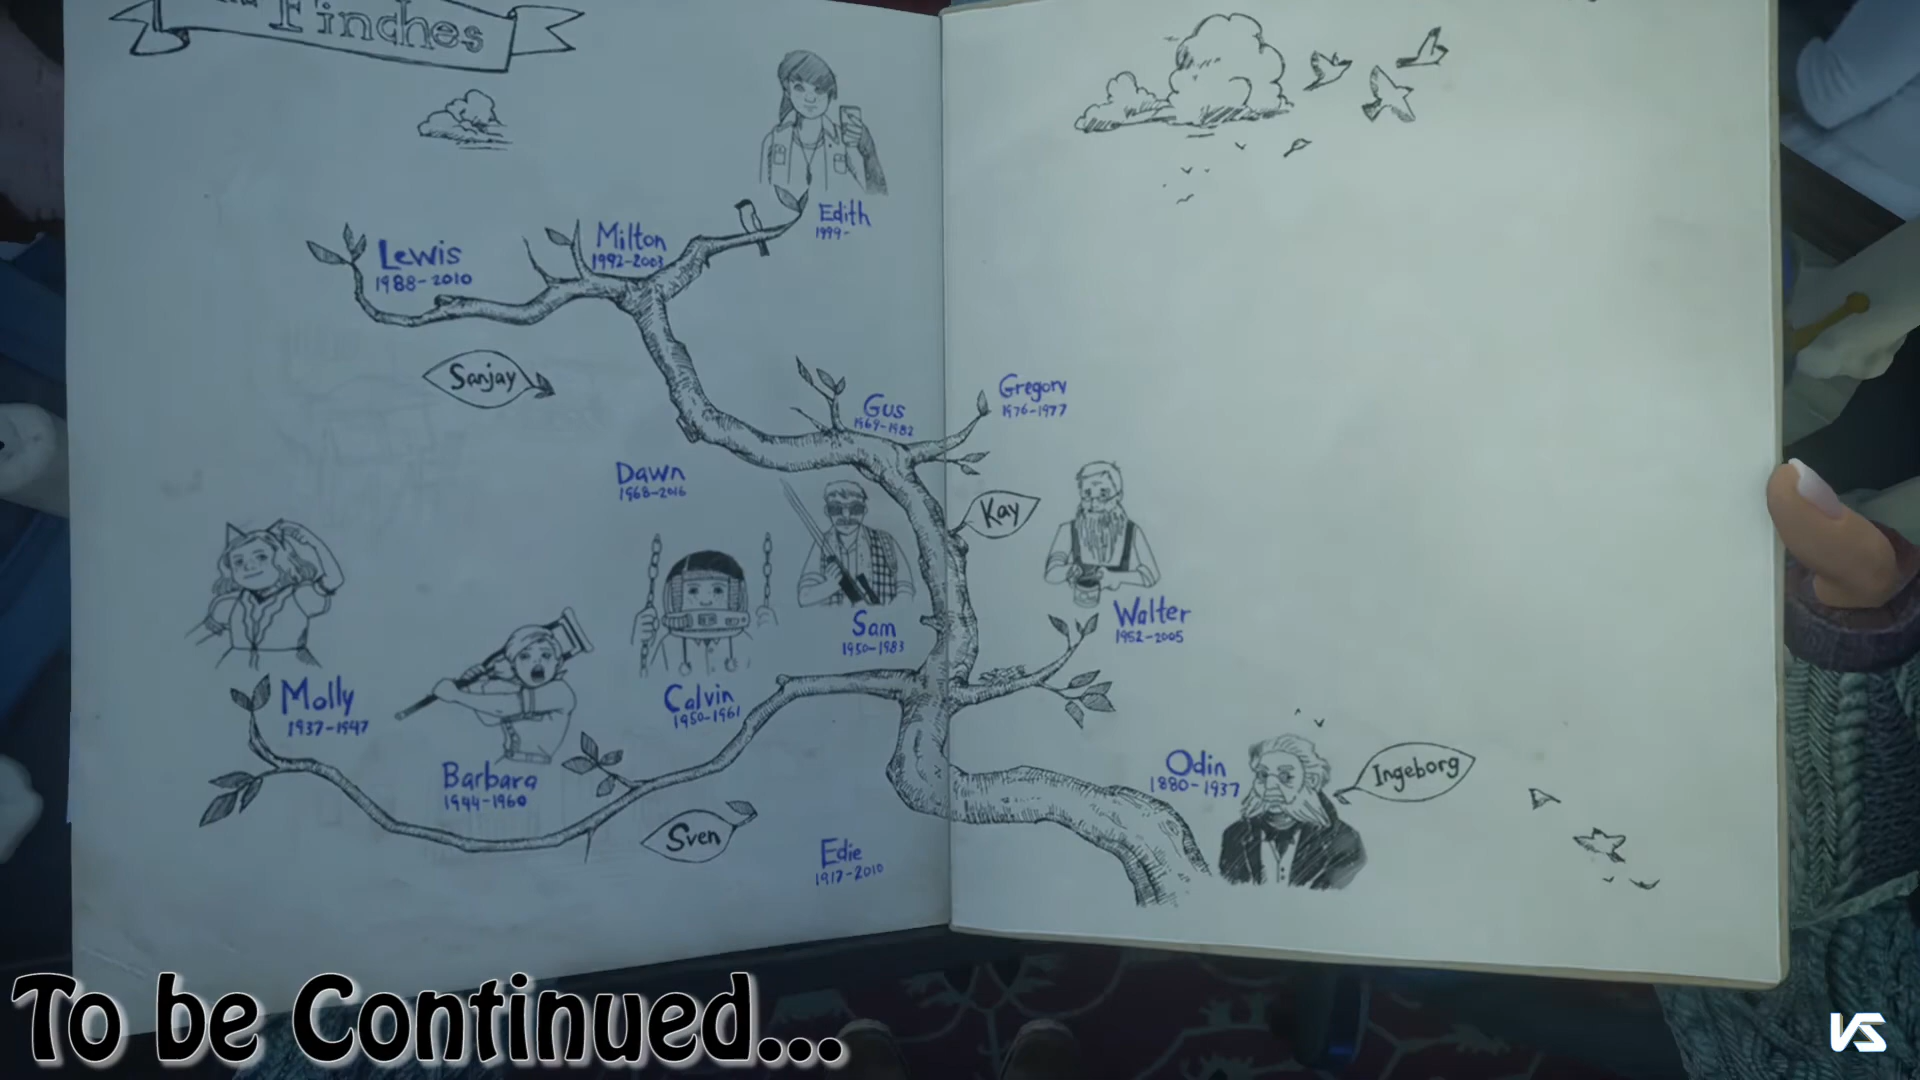 Finches
Edith
1999-
Lewis
1988-2010
Milton
1992-2003
Sanjay
Gus
1969-1982
Gregory
1976-1977
Dawn
1968-2016
Kay
Sam
1950-1983
Walter
1952-2005
Molly
1937-1947
Calvin
1950-1961
Barbara
1944-1960
Odin
1880-1937
Ingeborg
Sven
Edie
1917-2010
To be Continued...
VS